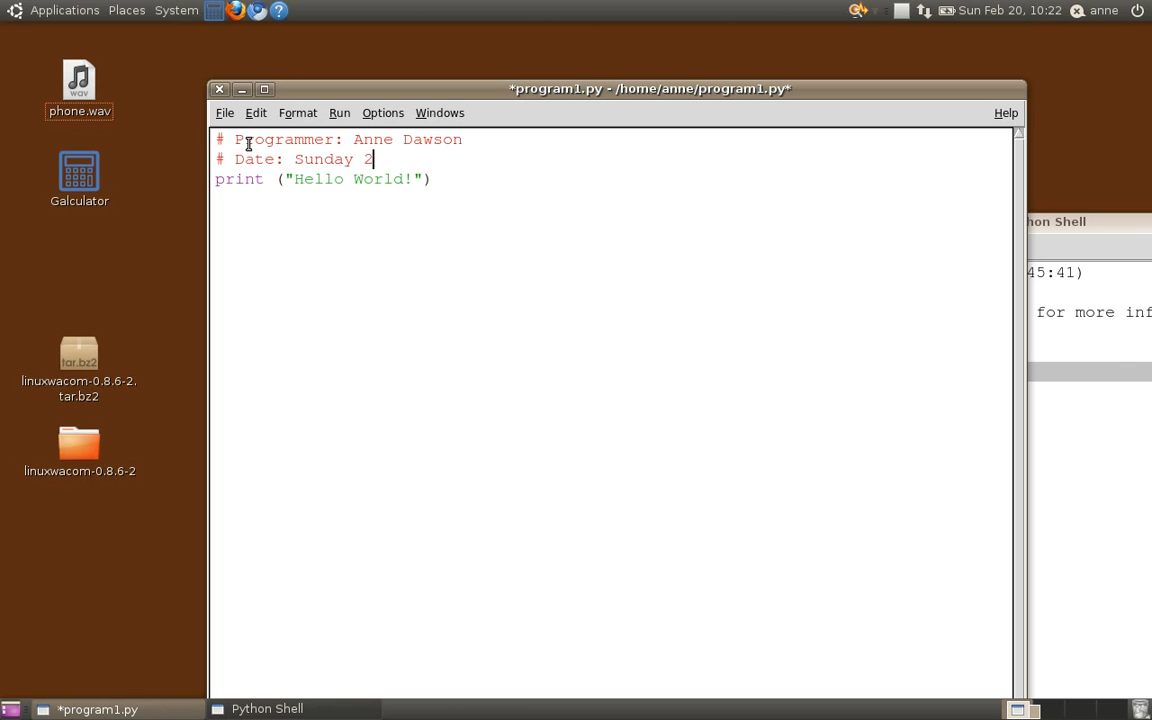 Applications Places System
Sun Feb 20, 10:22 anne
wav
phone.wav
Galculator
tar.bz2
linuxwacom-0.8.6-2.
tar.bz2
linuxwacom-0.8.6-2
*program1.py - /home/anne/program1.py*
File Edit Format Run Options Windows Help
# Programmer: Anne Dawson
# Date: Sunday 2
print ("Hello World!")
hon Shell
45:41)
for more inf
*program1.py
Python Shell